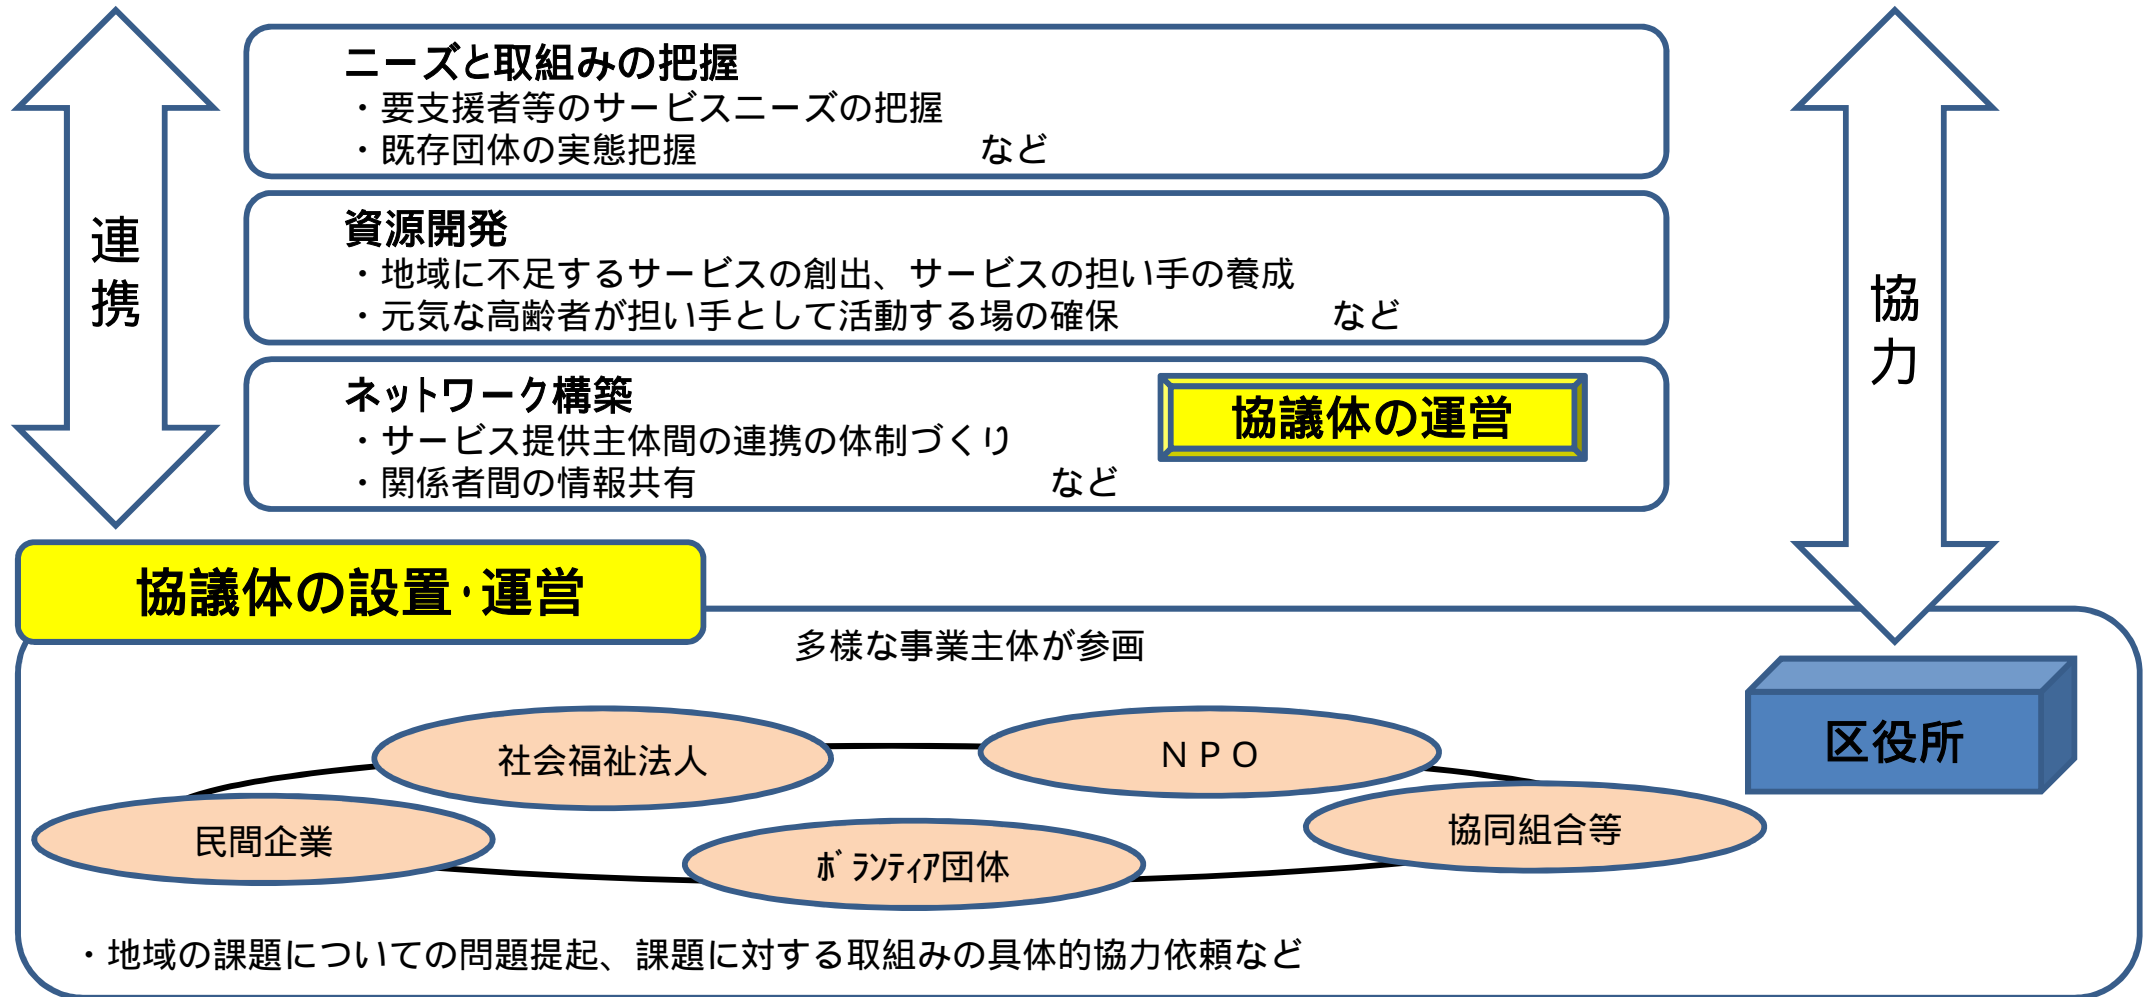 ニーズと取組みの把握
・要支援者等のサービスニーズの把握
・既存団体の実態把握　　　　　　　　など
資源開発
・地域に不足するサービスの創出、サービスの担い手の養成
・元気な高齢者が担い手として活動する場の確保　　　　　　など
ネットワーク構築
・サービス提供主体間の連携の体制づくり
・関係者間の情報共有　　　　　　　　　　など
協議体の運営
連携
協力
協議体の設置・運営
多様な事業主体が参画
区役所
社会福祉法人
ＮＰＯ
民間企業
ﾎﾞﾗﾝﾃｨｱ団体
協同組合等
・地域の課題についての問題提起、課題に対する取組みの具体的協力依頼など